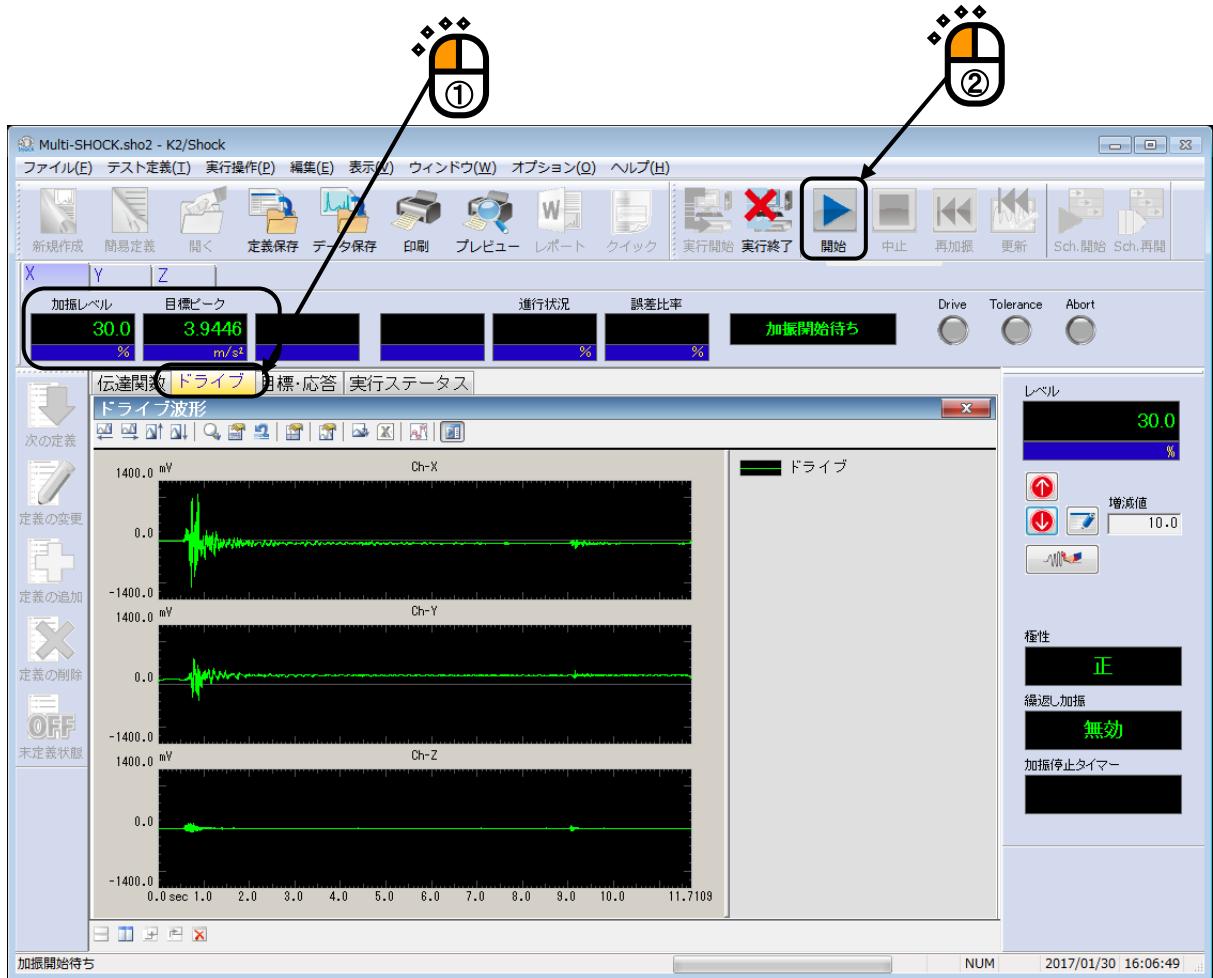 ①
②
Multi-SHOCK.sho2 - K2/Shock
ファイル(F) テスト定義(T) 実行操作(P) 編集(E) 表示(V) ウィンドウ(W) オプション(O) ヘルプ(H)
新規作成 簡易定義 開く 定義保存 データ保存 印刷 プレビュー レポート クイック 実行開始 実行終了 開始 中止 再加振 更新 Sch.開始 Sch.再開
X Y Z
加振レベル 目標ピーク 進行状況 誤差比率 Drive Tolerance Abort
30.0 3.9446 加振開始待ち
% m/s² % %
伝達関数 ドライブ 目標・応答 実行ステータス
ドライブ波形
次の定義
定義の変更
定義の追加
定義の削除
OFF
未定義状態
1400.0 mV Ch-X
0.0
-1400.0
1400.0 mV Ch-Y
0.0
-1400.0
1400.0 mV Ch-Z
0.0
-1400.0
0.0 sec 1.0 2.0 3.0 4.0 5.0 6.0 7.0 8.0 9.0 10.0 11.7109
ドライブ
レベル
30.0
%
増減値
10.0
極性
正
繰返し加振
無効
加振停止タイマー
加振開始待ち NUM 2017/01/30 16:06:49